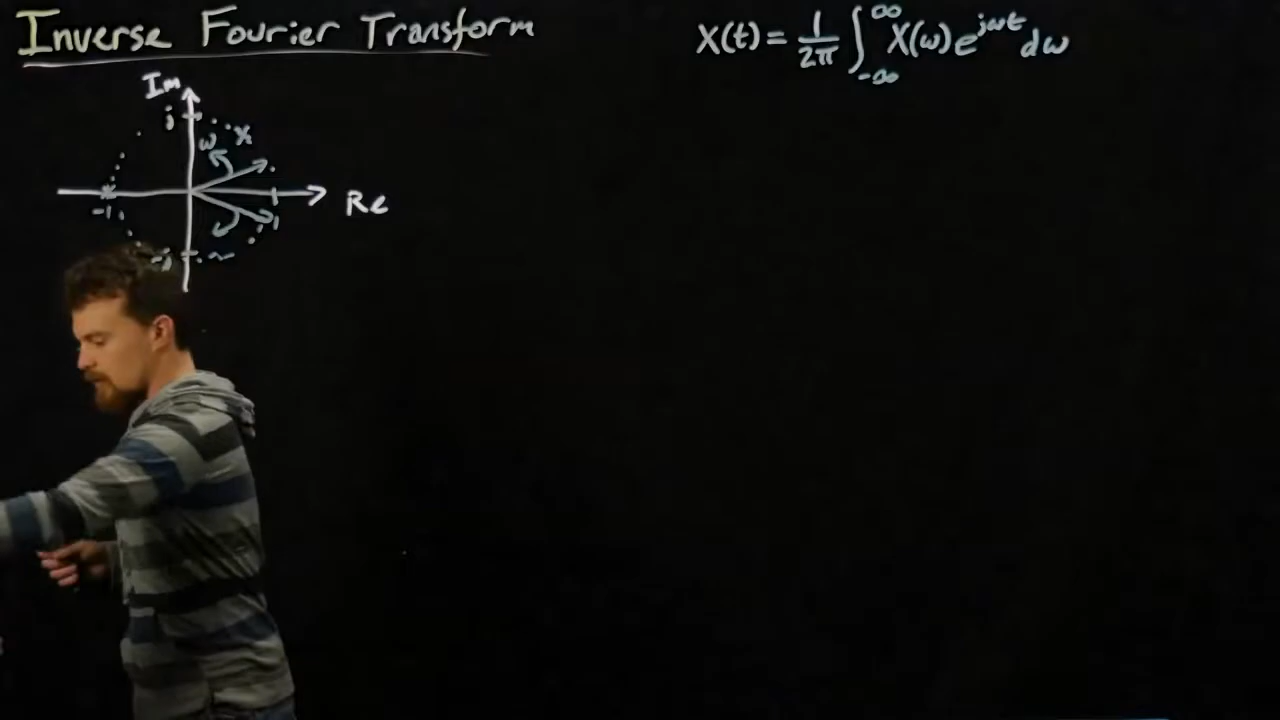 Inverse Fourier Transform
X(t) = 1/2π ∫_{-∞}^{∞} X(ω) e^{jωt} dω
Im
j
ω
-1
1
Re
-j